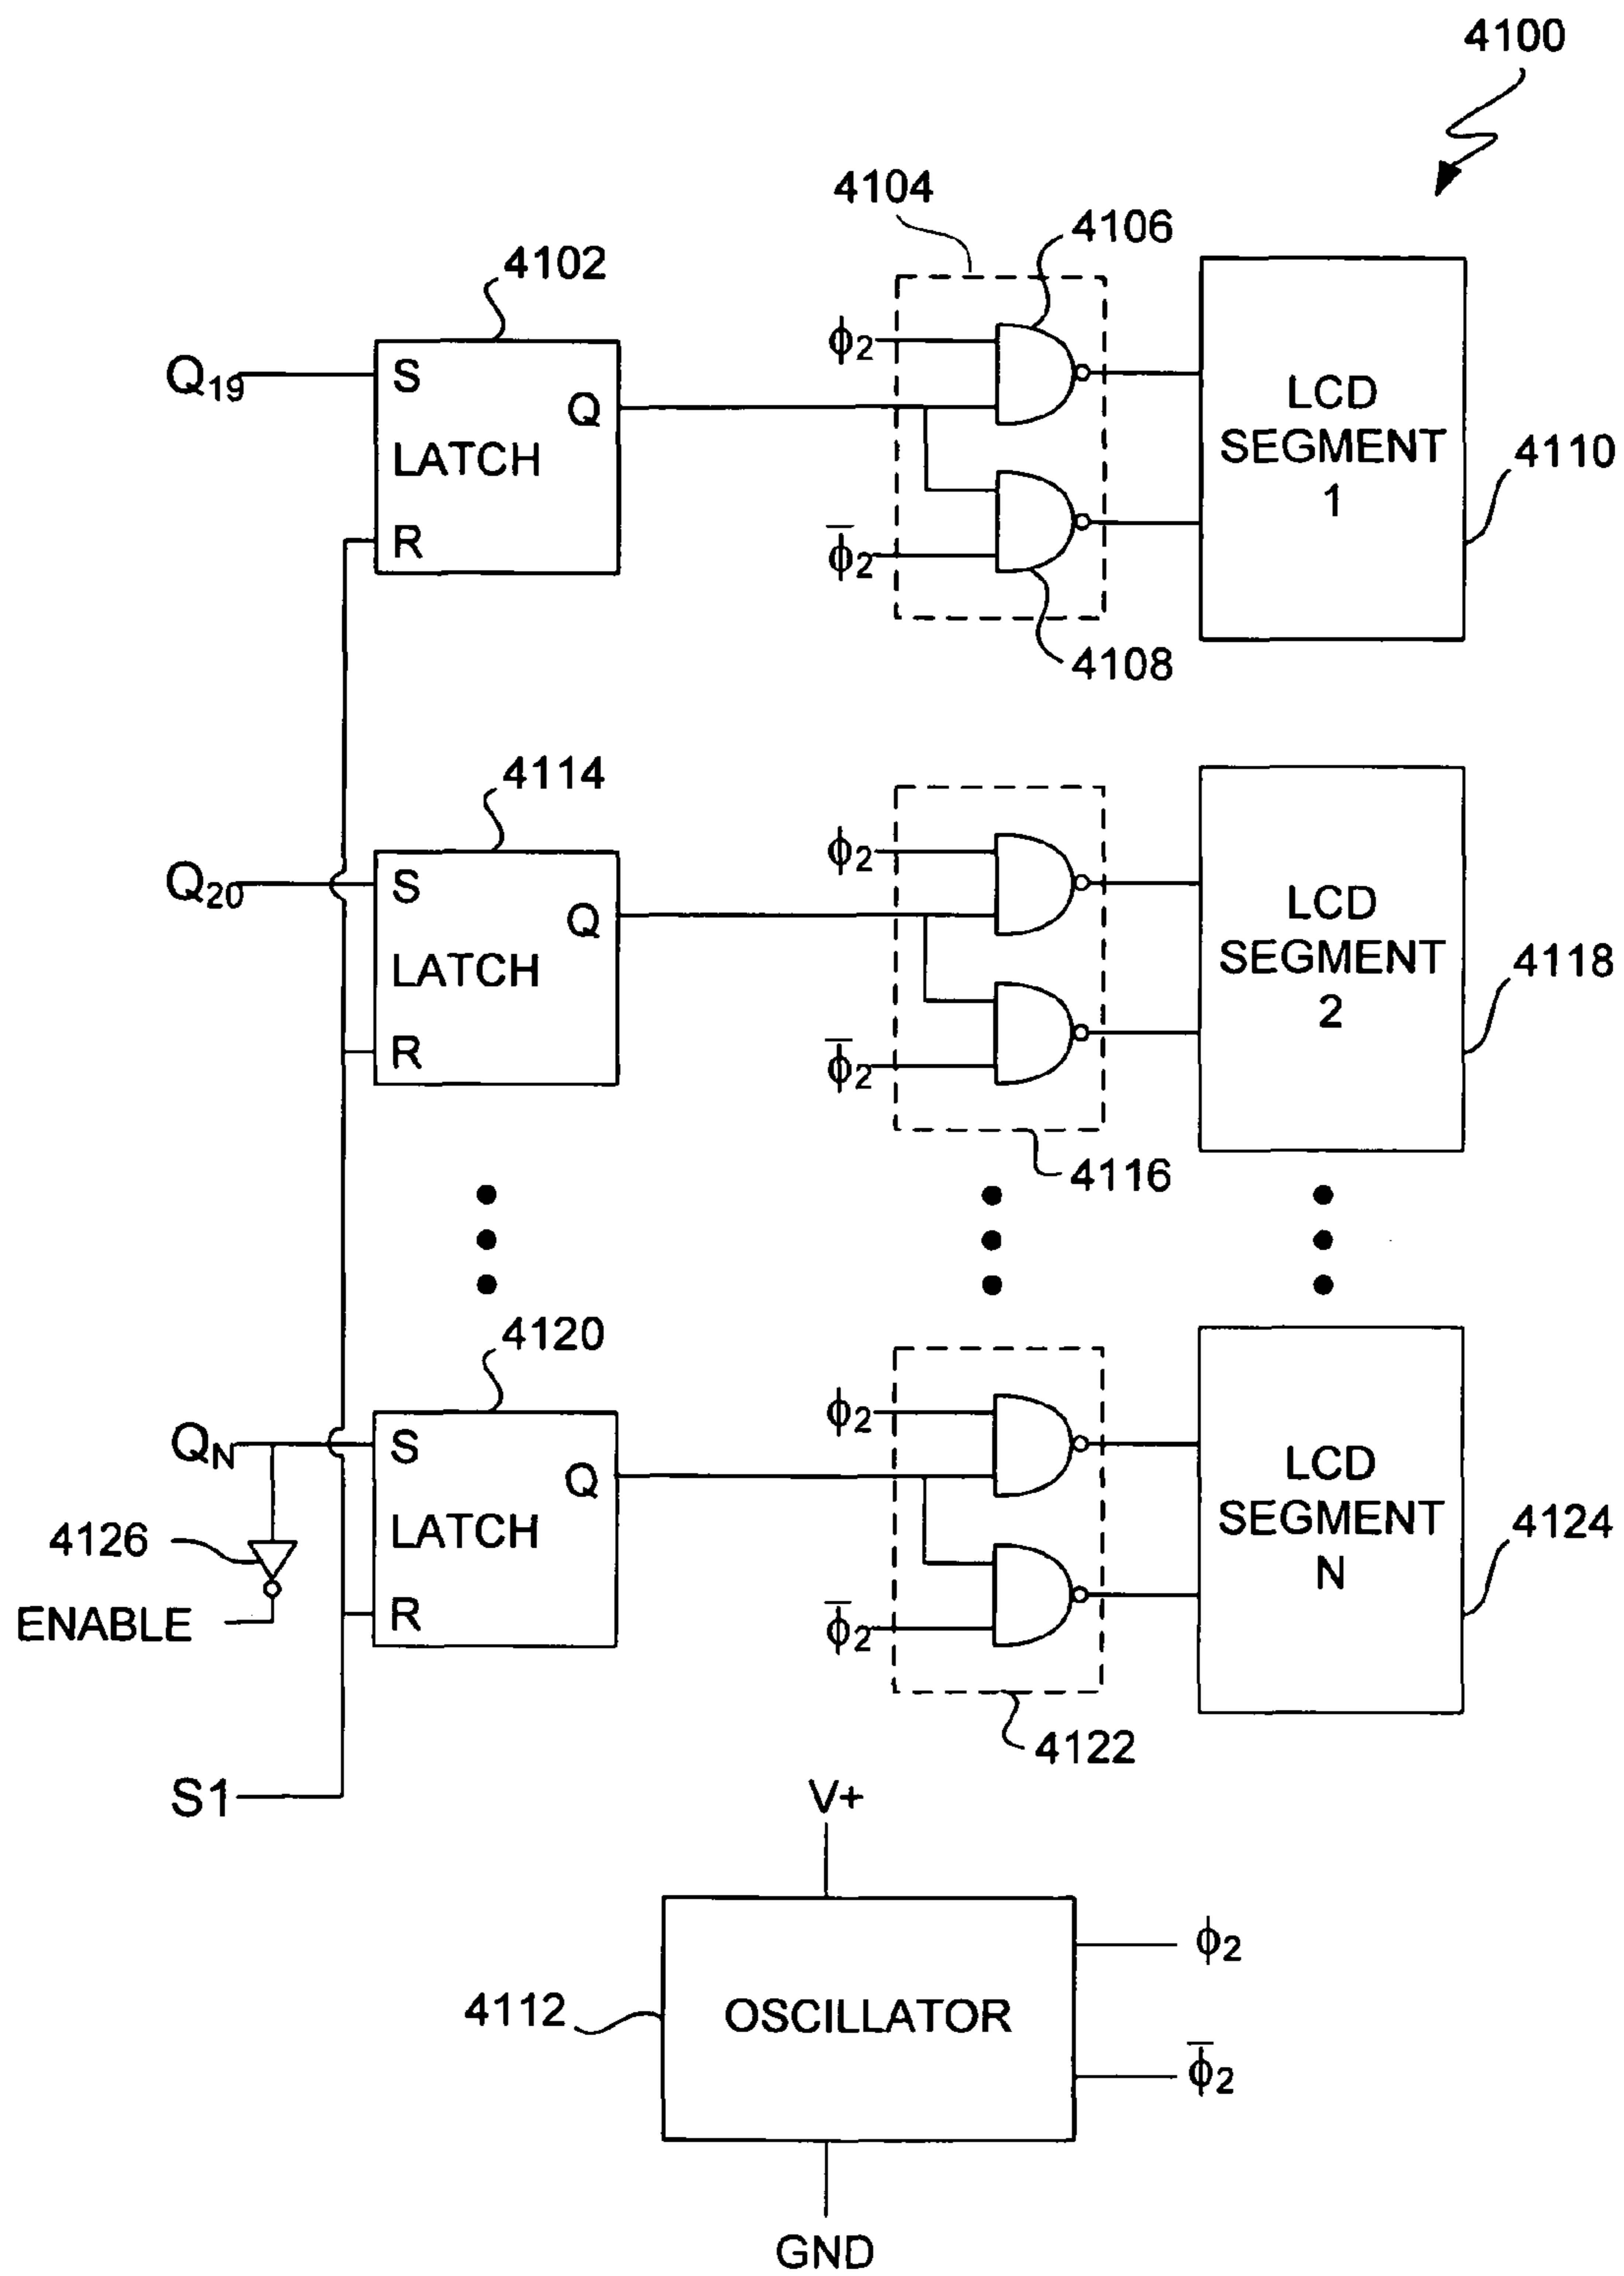 4100
4104
4106
4102
Q19
S
Q
LATCH
R
ϕ2
ϕ̅2
4108
LCD
SEGMENT
1
4110
4114
Q20
S
Q
LATCH
R
ϕ2
ϕ̅2
4116
LCD
SEGMENT
2
4118
4120
QN
S
Q
LATCH
R
4126
ENABLE
ϕ2
ϕ̅2
4122
LCD
SEGMENT
N
4124
S1
V+
4112
OSCILLATOR
ϕ2
ϕ̅2
GND